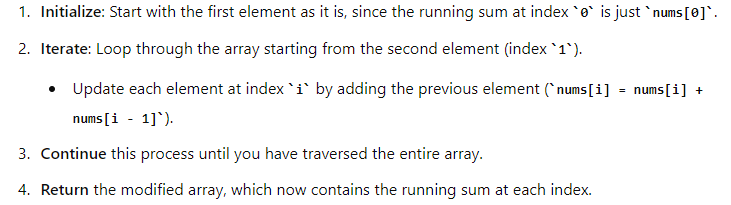 1. Initialize: Start with the first element as it is, since the running sum at index `0` is just `nums[0]`.
2. Iterate: Loop through the array starting from the second element (index `1`).
• Update each element at index `i` by adding the previous element (`nums[i] = nums[i] +
nums[i - 1]`).
3. Continue this process until you have traversed the entire array.
4. Return the modified array, which now contains the running sum at each index.